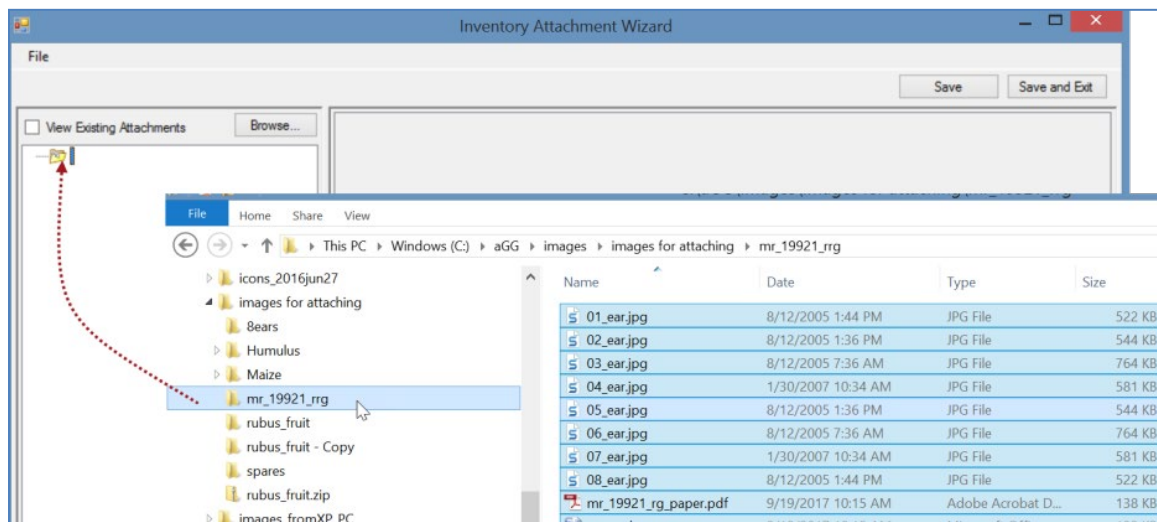 Inventory Attachment Wizard
File
Save Save and Exit
View Existing Attachments Browse...
File Home Share View
This PC Windows (C:) aGG images images for attaching mr_19921_rrg
icons_2016jun27
images for attaching
8ears
Humulus
Maize
mr_19921_rrg
rubus_fruit
rubus_fruit - Copy
spares
rubus_fruit.zip
images fromXP PC
Name Date Type Size
01_ear.jpg 8/12/2005 1:44 PM JPG File 522 KB
02_ear.jpg 8/12/2005 1:36 PM JPG File 544 KB
03_ear.jpg 8/12/2005 7:36 AM JPG File 764 KB
04_ear.jpg 1/30/2007 10:34 AM JPG File 581 KB
05_ear.jpg 8/12/2005 1:36 PM JPG File 544 KB
06_ear.jpg 8/12/2005 7:36 AM JPG File 764 KB
07_ear.jpg 1/30/2007 10:34 AM JPG File 581 KB
08_ear.jpg 8/12/2005 1:44 PM JPG File 522 KB
mr_19921_rg_paper.pdf 9/19/2017 10:15 AM Adobe Acrobat D... 138 KB